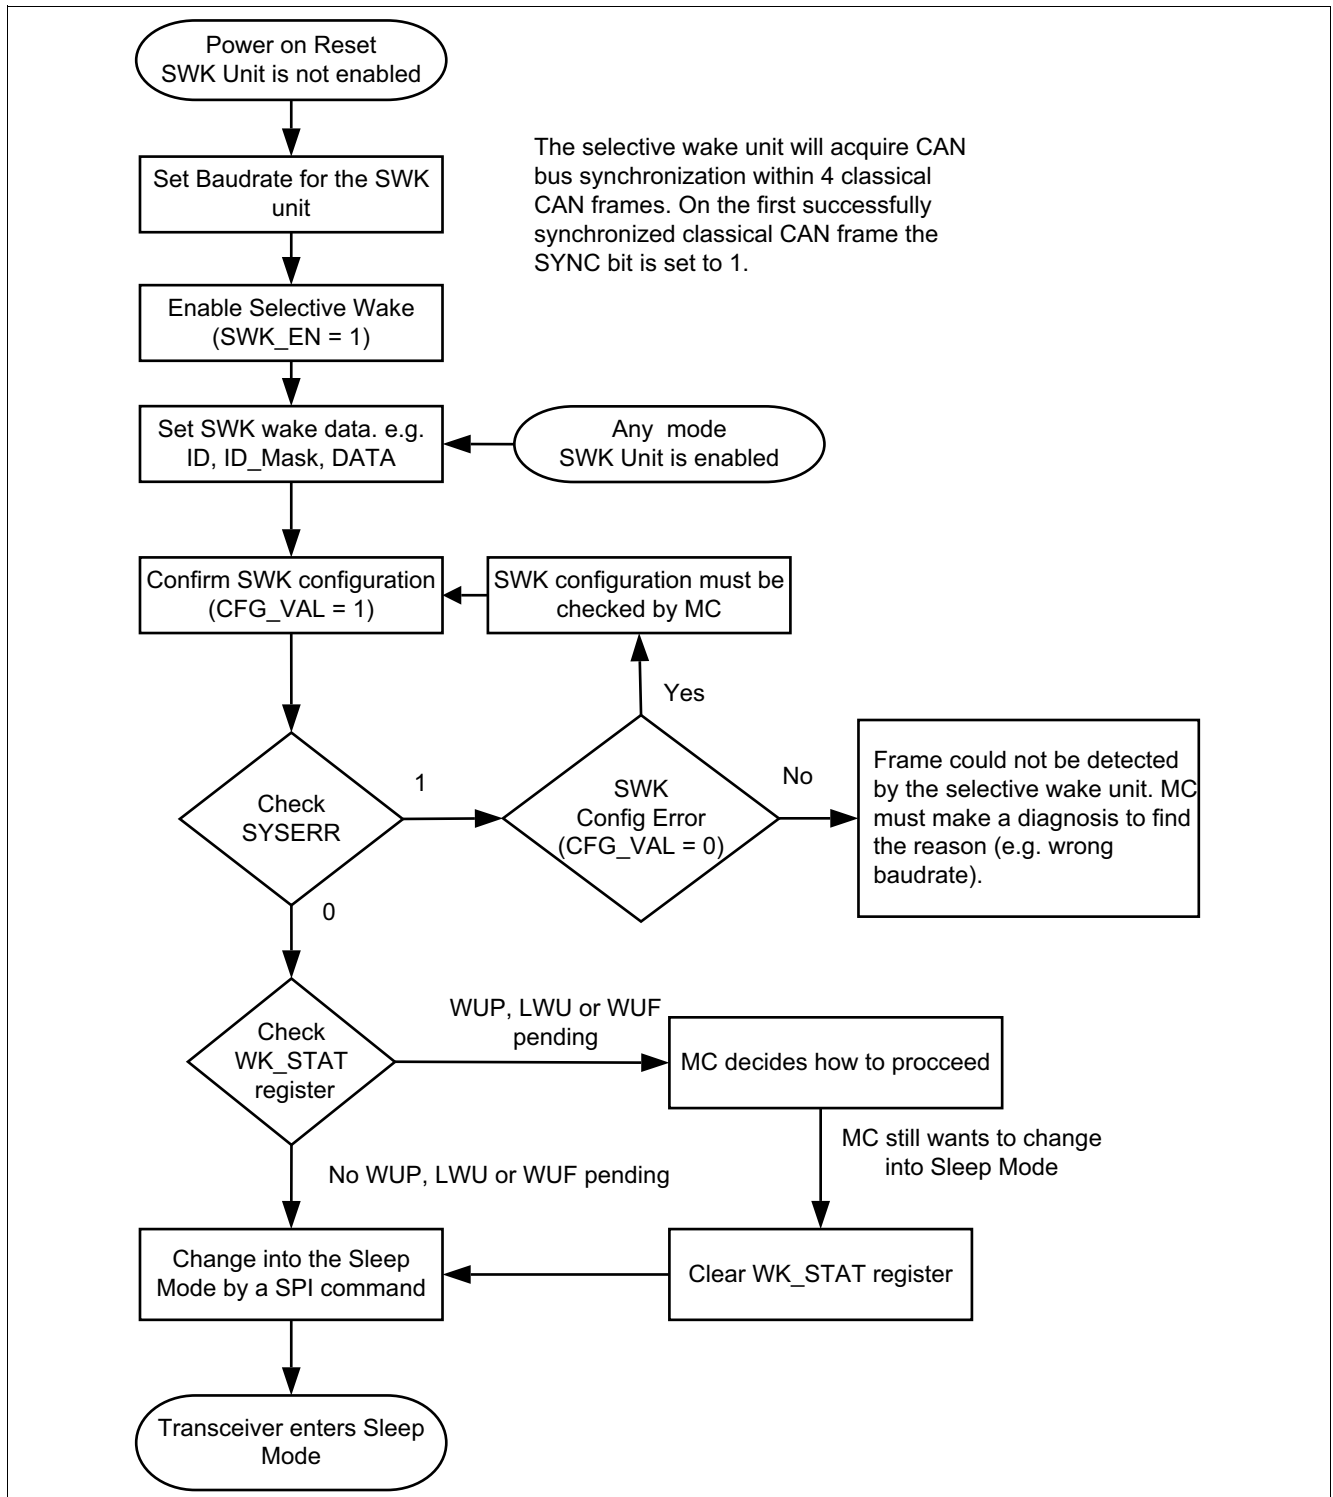 Power on Reset
SWK Unit is not enabled
The selective wake unit will acquire CAN
bus synchronization within 4 classical
CAN frames. On the first successfully
synchronized classical CAN frame the
SYNC bit is set to 1.
Set Baudrate for the SWK
unit
Enable Selective Wake
(SWK_EN = 1)
Set SWK wake data. e.g.
ID, ID_Mask, DATA
Any mode
SWK Unit is enabled
Confirm SWK configuration
(CFG_VAL = 1)
SWK configuration must be
checked by MC
Yes
Check
SYSERR
1
SWK
Config Error
(CFG_VAL = 0)
No
Frame could not be detected
by the selective wake unit. MC
must make a diagnosis to find
the reason (e.g. wrong
baudrate).
0
Check
WK_STAT
register
WUP, LWU or WUF
pending
MC decides how to procceed
MC still wants to change
into Sleep Mode
No WUP, LWU or WUF pending
Change into the Sleep
Mode by a SPI command
Clear WK_STAT register
Transceiver enters Sleep
Mode